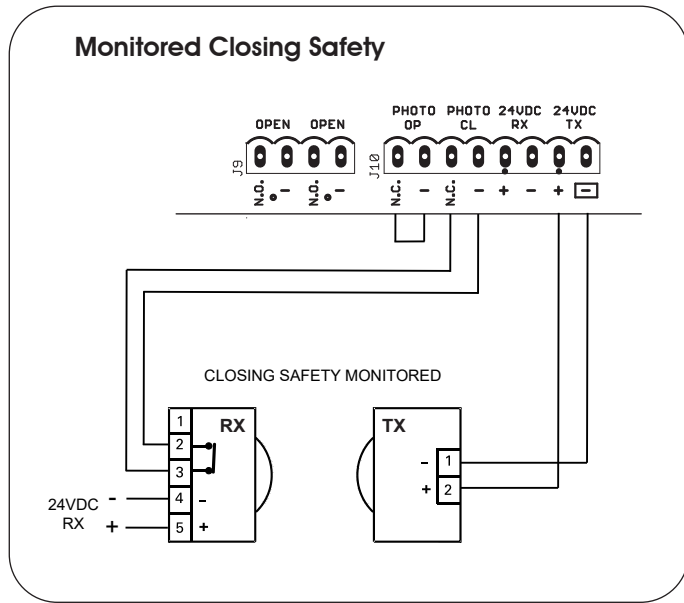 Monitored Closing Safety
PHOTO PHOTO 24VDC 24VDC
OPEN OPEN OP CL RX TX
J9 J10
N.O. - N.O. - N.C. - N.C. - + - + -
CLOSING SAFETY MONITORED
1 RX TX
2
3 - 1
24VDC - 4 - + 2
RX + 5 +